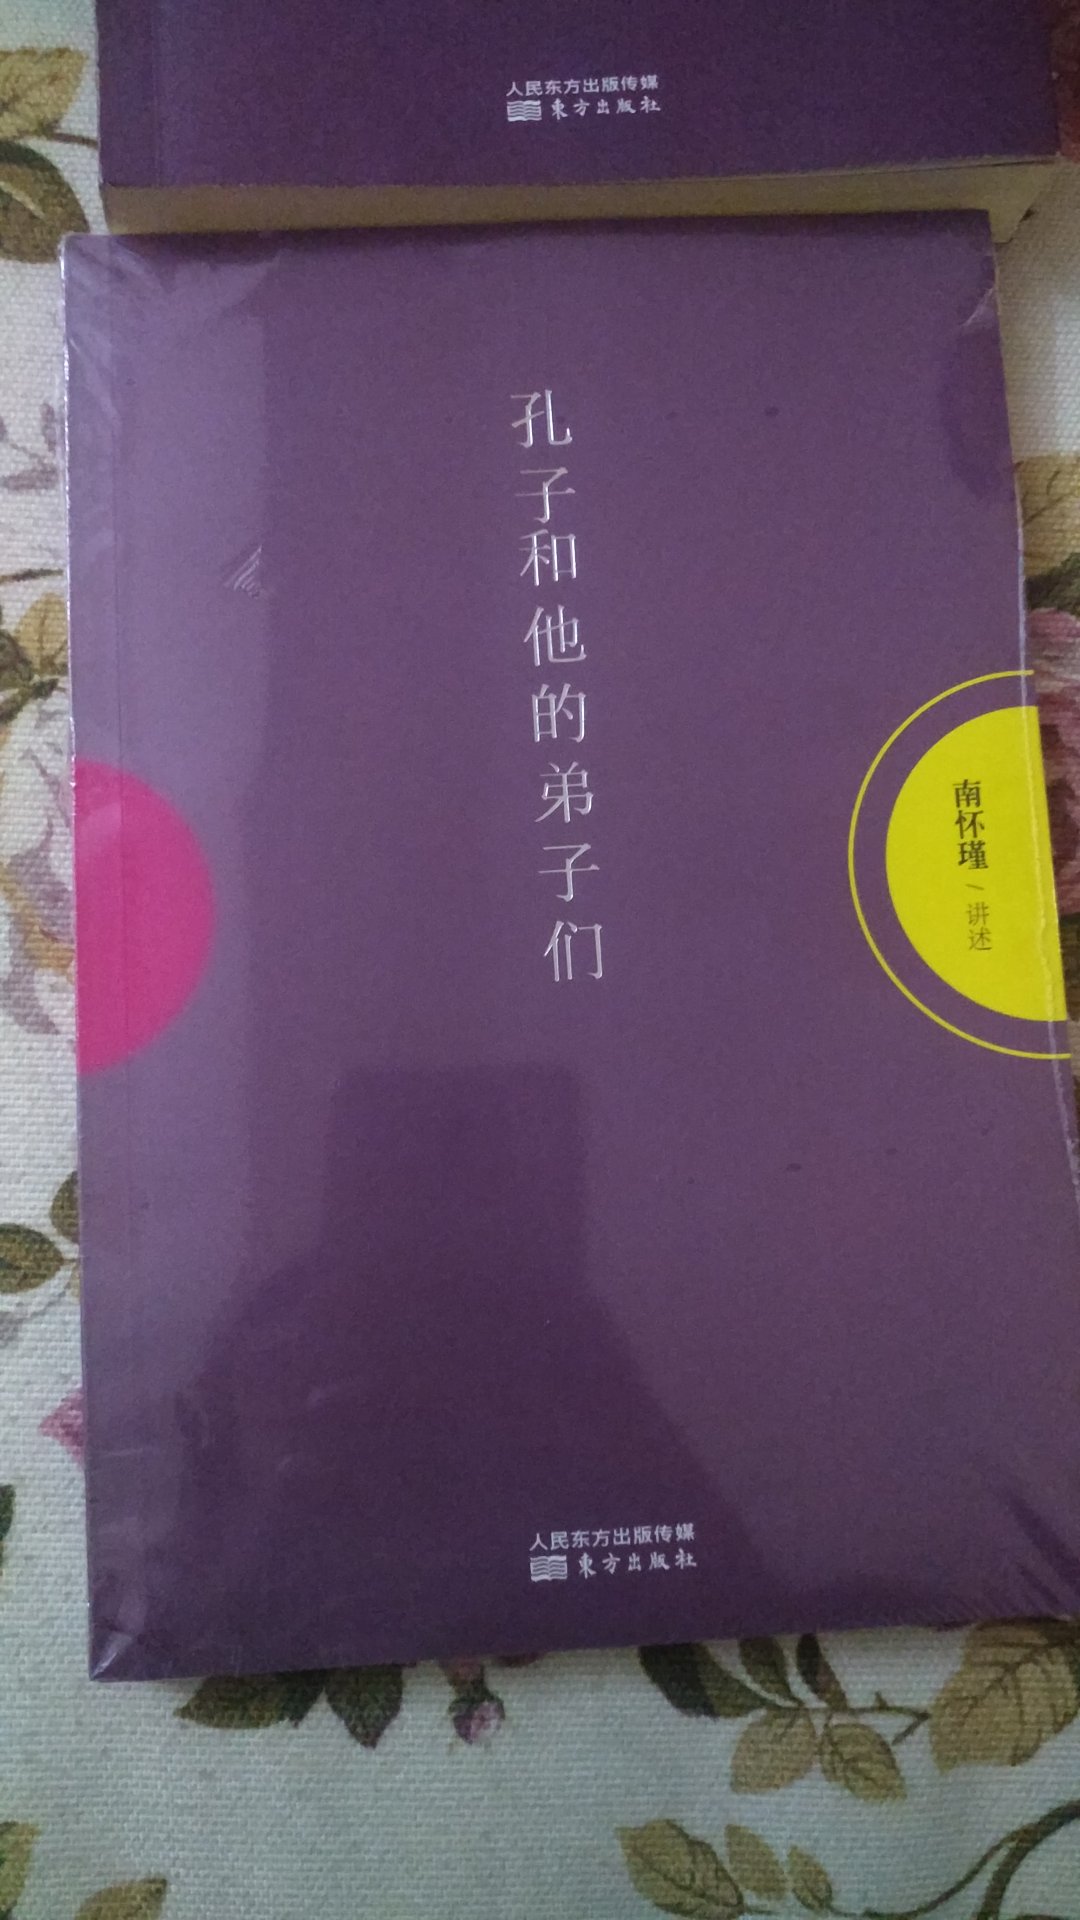 人民东方出版传媒
東方出版社
孔子和他的弟子们
南怀瑾/讲述
人民东方出版传媒
東方出版社